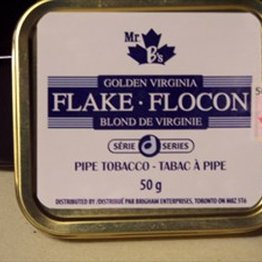 Mr
B's
GOLDEN VIRGINIA
FLAKE · FLOCON
BLOND DE VIRGINIE
SÉRIE d SERIES
PIPE TOBACCO - TABAC À PIPE
50 g
DISTRIBUTED BY / DISTRIBUÉ PAR BRIGHAM ENTERPRISES, TORONTO ON M8Z 5T6